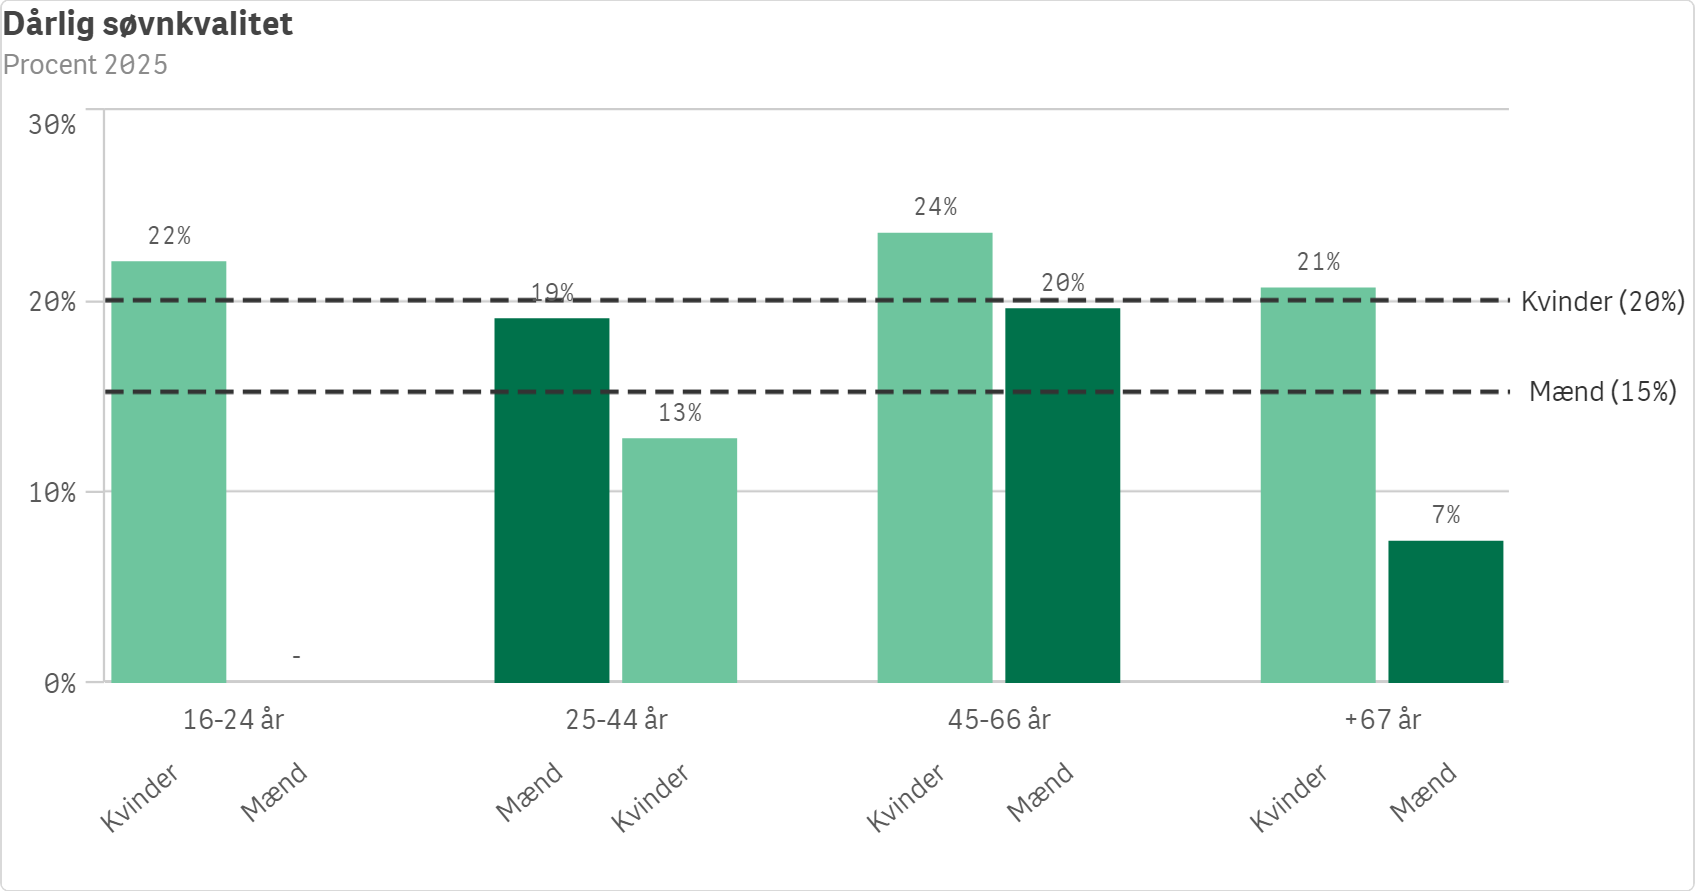 Dårlig søvnkvalitet
Procent 2025
30%
20%
10%
0%
22%
-
19%
13%
24%
20%
21%
7%
Kvinder (20%)
Mænd (15%)
16-24 år
25-44 år
45-66 år
+67 år
Kvinder
Mænd
Mænd
Kvinder
Kvinder
Mænd
Kvinder
Mænd